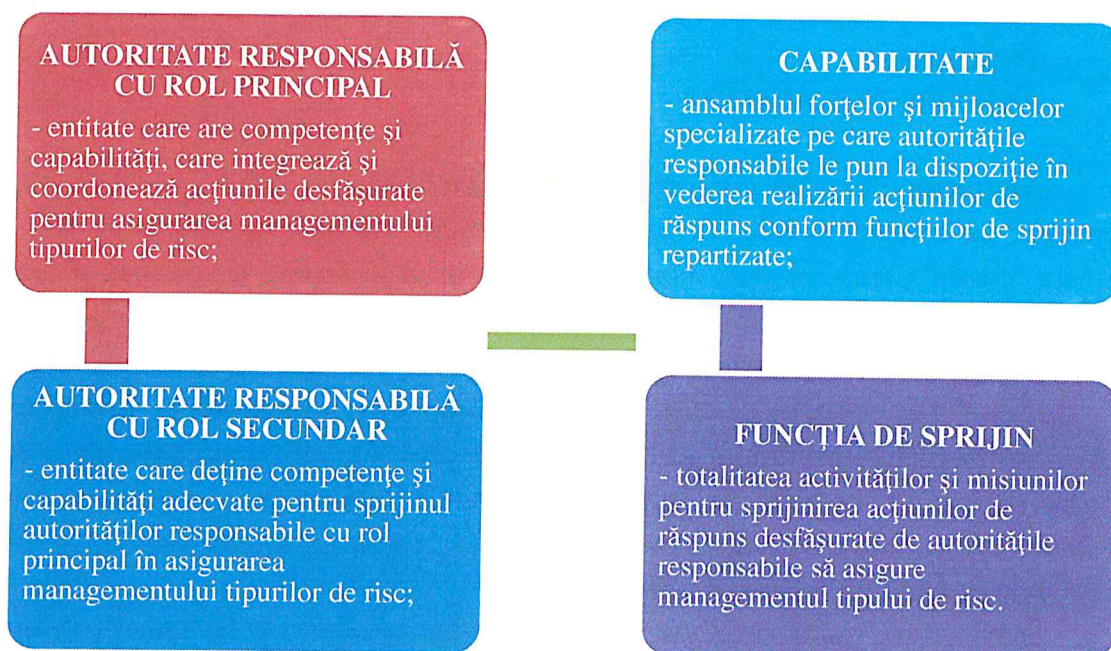 AUTORITATE RESPONSABILĂ
CU ROL PRINCIPAL
- entitate care are competenţe şi
capabilităţi, care integrează şi
coordonează acţiunile desfăşurate
pentru asigurarea managementului
tipurilor de risc;
AUTORITATE RESPONSABILĂ
CU ROL SECUNDAR
- entitate care deţine competenţe şi
capabilităţi adecvate pentru sprijinul
autorităţilor responsabile cu rol
principal în asigurarea
managementului tipurilor de risc;
CAPABILITATE
- ansamblul forţelor şi mijloacelor
specializate pe care autorităţile
responsabile le pun la dispoziţie în
vederea realizării acţiunilor de
răspuns conform funcţiilor de sprijin
repartizate;
FUNCŢIA DE SPRIJIN
- totalitatea activităţilor şi misiunilor
pentru sprijinirea acţiunilor de
răspuns desfăşurate de autorităţile
responsabile să asigure
managementul tipului de risc.